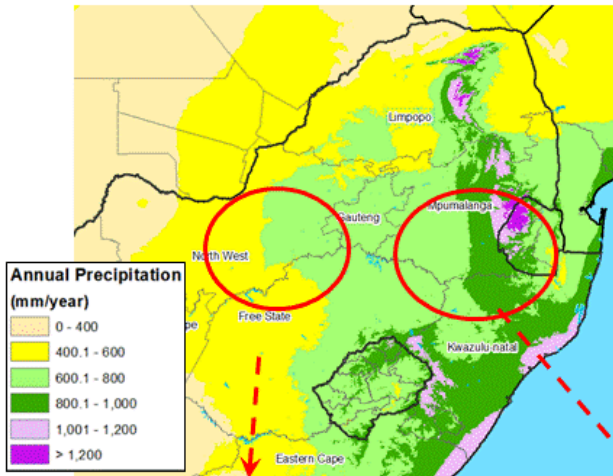 Limpopo
Gauteng
Mpumalanga
North West
Free State
Kwazulu-natal
Eastern Cape
pe
Annual Precipitation
(mm/year)
0 - 400
400.1 - 600
600.1 - 800
800.1 - 1,000
1,001 - 1,200
> 1,200